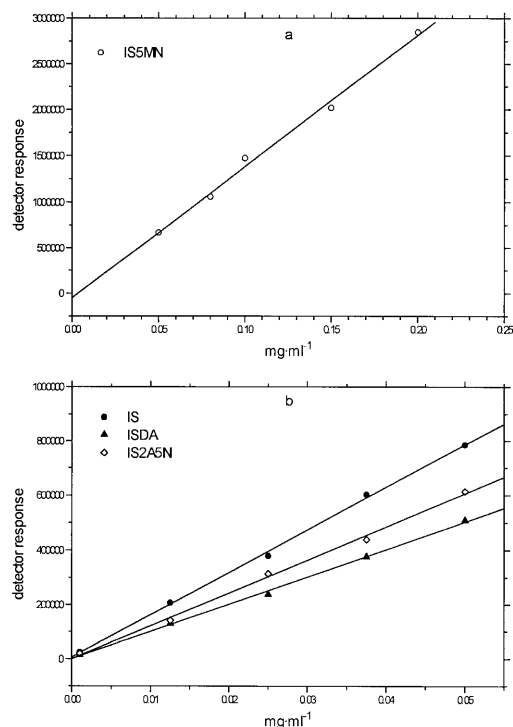 a
IS5MN
3000000
2500000
2000000
1500000
1000000
500000
0
detector response
0.00 0.05 0.10 0.15 0.20 0.25
mg·ml-1
b
IS
ISDA
IS2A5N
1000000
800000
600000
400000
200000
0
detector response
0.00 0.01 0.02 0.03 0.04 0.05
mg·ml-1